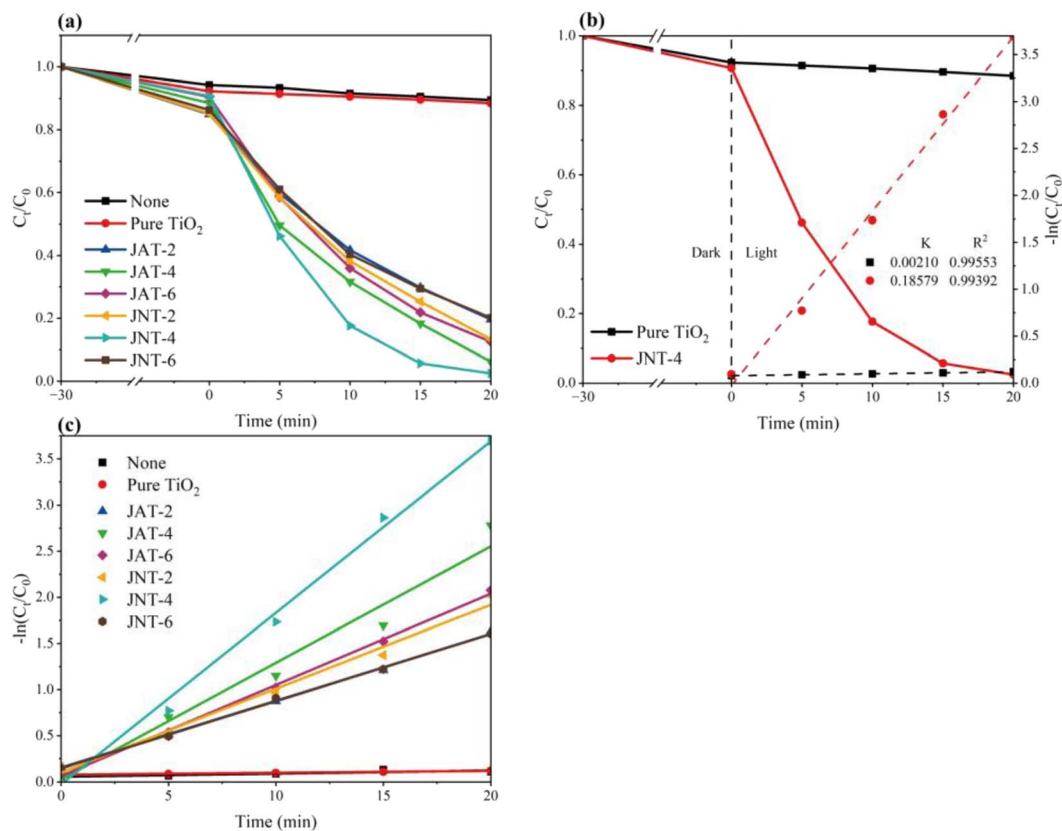 (a)
1.0
0.8
0.6
0.4
0.2
0.0
Ct/C0
None
Pure TiO2
JAT-2
JAT-4
JAT-6
JNT-2
JNT-4
JNT-6
−30
0
5
10
15
20
Time (min)
(b)
1.0
0.8
0.6
0.4
0.2
0.0
Ct/C0
Dark
Light
K R2
0.00210 0.99553
0.18579 0.99392
Pure TiO2
JNT-4
3.5
3.0
2.5
2.0
1.5
1.0
0.5
0.0
-ln(Ct/C0)
−30
0
5
10
15
20
Time (min)
(c)
3.5
3.0
2.5
2.0
1.5
1.0
0.5
0.0
-ln(Ct/C0)
None
Pure TiO2
JAT-2
JAT-4
JAT-6
JNT-2
JNT-4
JNT-6
0
5
10
15
20
Time (min)